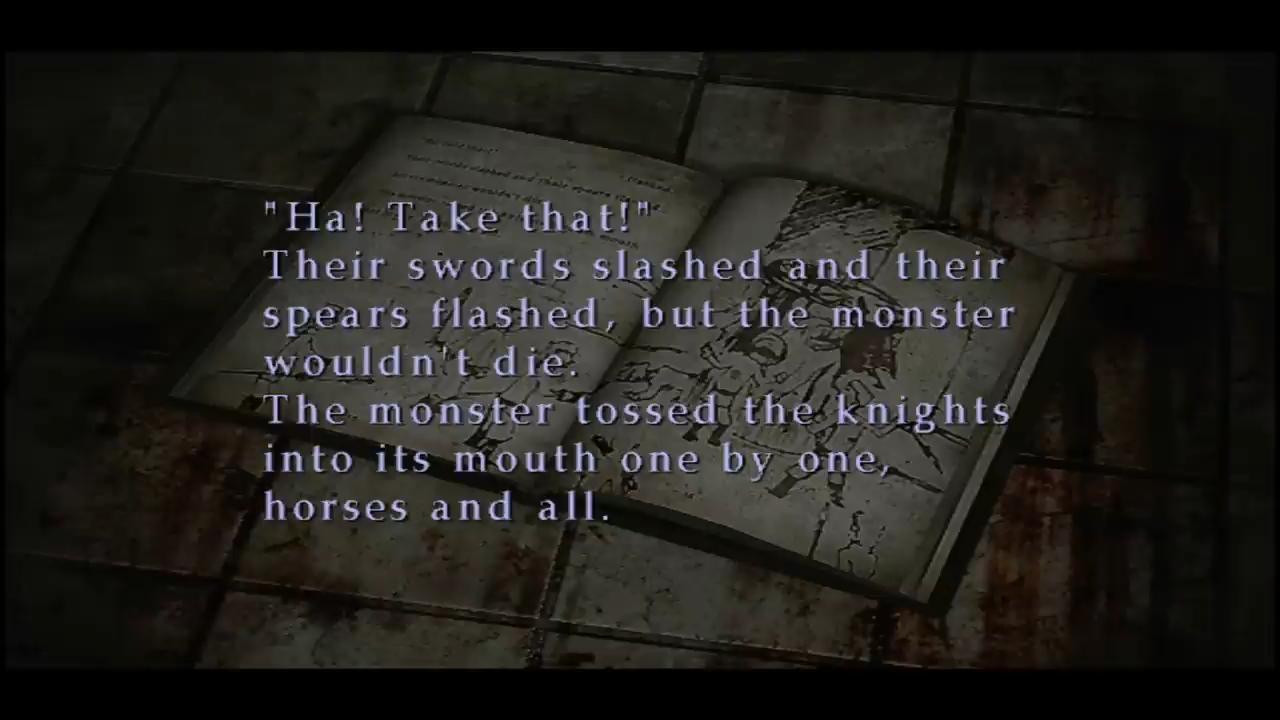 "Ha! Take that!"
Their swords slashed and their
spears flashed, but the monster
wouldn't die.
The monster tossed the knights
into its mouth one by one,
horses and all.